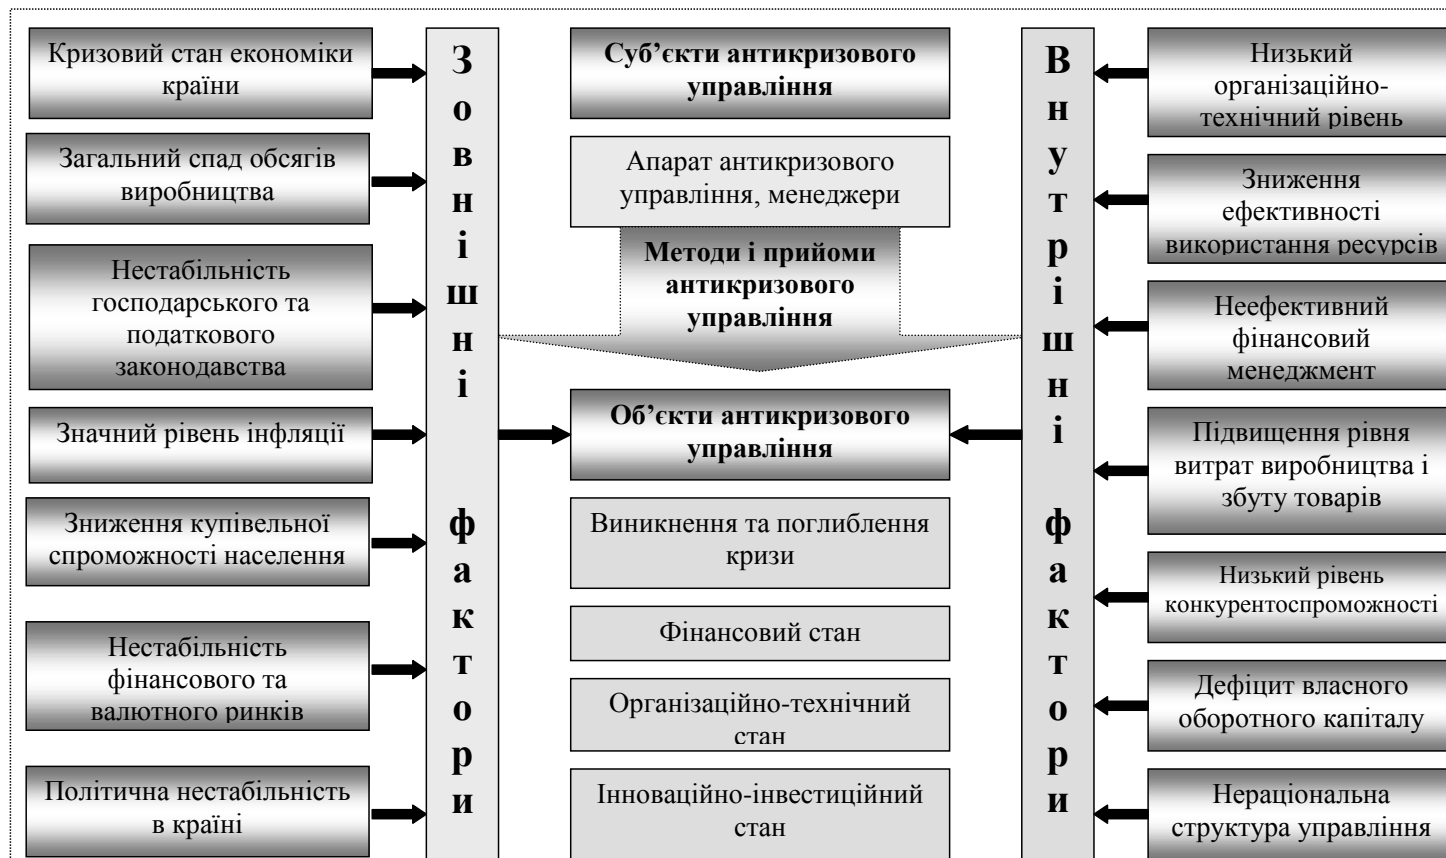 Кризовий стан економіки
країни
Загальний спад обсягів
виробництва
Нестабільність
господарського та
податкового
законодавства
Значний рівень інфляції
Зниження купівельної
спроможності населення
Нестабільність
фінансового та
валютного ринків
Політична нестабільність
в країні
Зовнішні фактори
Суб’єкти антикризового
управління
Апарат антикризового
управління, менеджери
Методи і прийоми
антикризового
управління
Об’єкти антикризового
управління
Виникнення та поглиблення
кризи
Фінансовий стан
Організаційно-технічний
стан
Інноваційно-інвестиційний
стан
Внутрішні фактори
Низький
організаційно-
технічний рівень
Зниження
ефективності
використання ресурсів
Неефективний
фінансовий
менеджмент
Підвищення рівня
витрат виробництва і
збуту товарів
Низький рівень
конкурентоспроможності
Дефіцит власного
оборотного капіталу
Нераціональна
структура управління